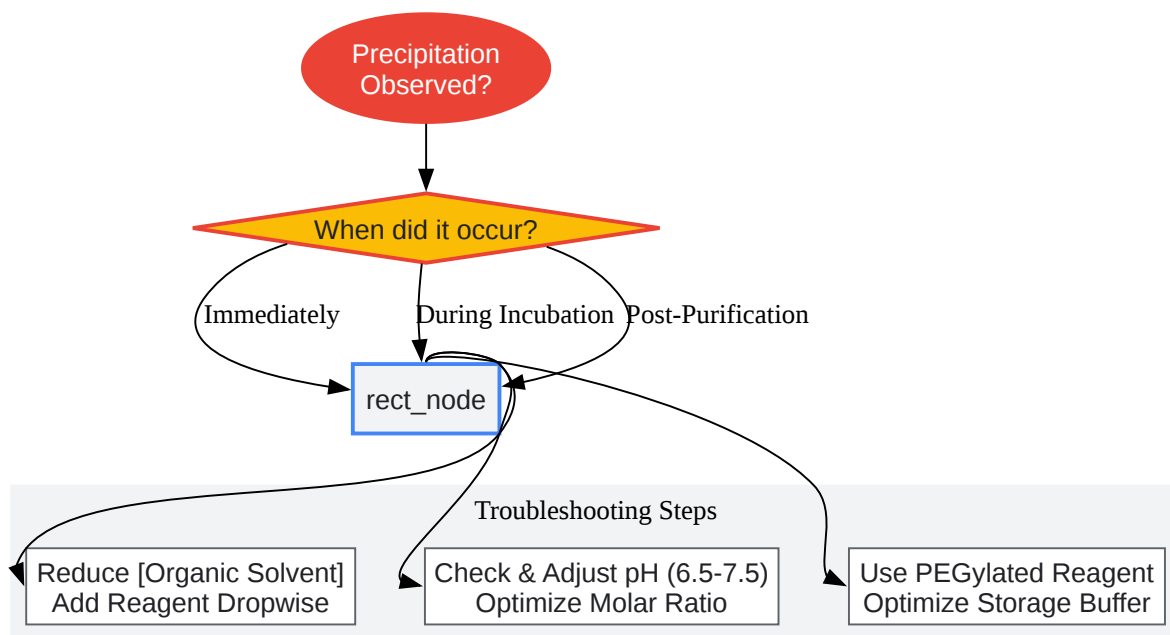 Precipitation
Observed?
When did it occur?
Immediately
During Incubation
Post-Purification
rect_node
Troubleshooting Steps
Reduce [Organic Solvent]
Add Reagent Dropwise
Check & Adjust pH (6.5-7.5)
Optimize Molar Ratio
Use PEGylated Reagent
Optimize Storage Buffer